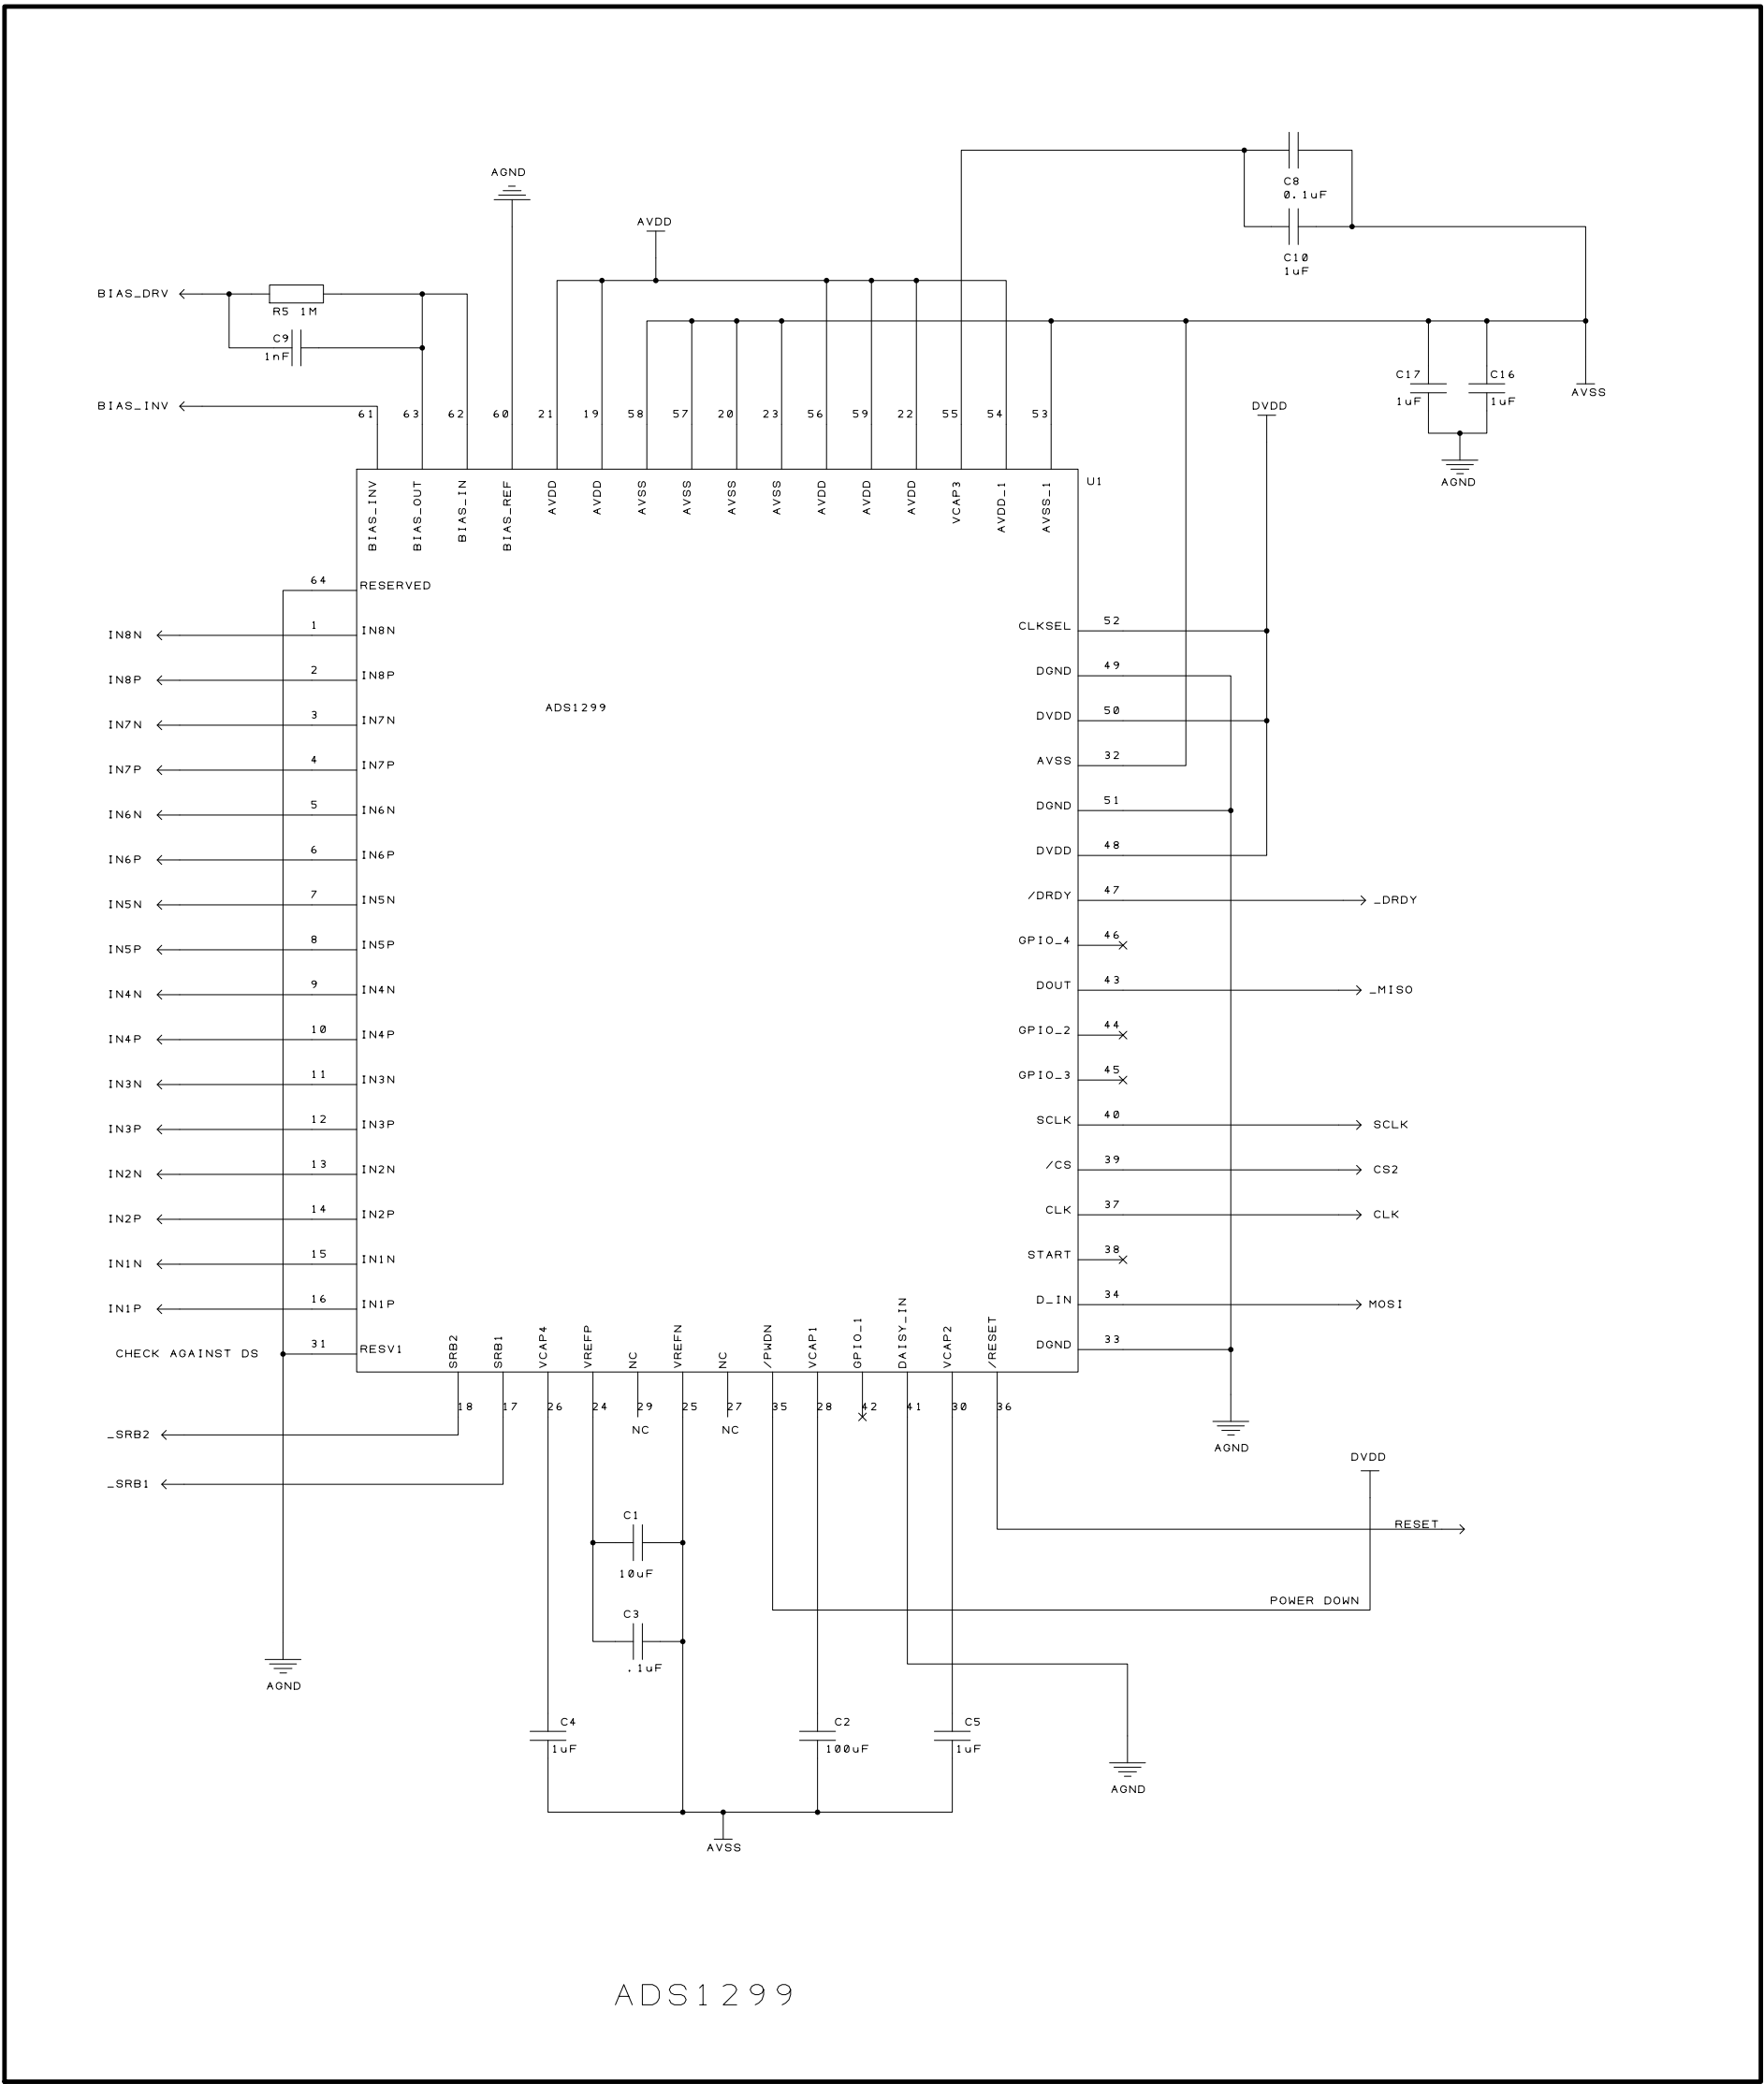 AGND
C8
0.1uF
AVDD
C10
1uF
BIAS_DRV
R5 1M
C9
1nF
C17
1uF
C16
1uF
AVSS
BIAS_INV
DVDD
61 63 62 60 21 19 58 57 20 23 56 59 22 55 54 53
AGND
U1
BIAS_INV
BIAS_OUT
BIAS_IN
BIAS_REF
AVDD
AVDD
AVSS
AVSS
AVSS
AVSS
AVDD
AVDD
AVDD
VCAP3
AVDD_1
AVSS_1
64 RESERVED
IN8N 1 IN8N
IN8P 2 IN8P
IN7N 3 IN7N
IN7P 4 IN7P
IN6N 5 IN6N
IN6P 6 IN6P
IN5N 7 IN5N
IN5P 8 IN5P
IN4N 9 IN4N
IN4P 10 IN4P
IN3N 11 IN3N
IN3P 12 IN3P
IN2N 13 IN2N
IN2P 14 IN2P
IN1N 15 IN1N
IN1P 16 IN1P
CHECK AGAINST DS 31 RESV1
ADS1299
CLKSEL 52
DGND 49
DVDD 50
AVSS 32
DGND 51
DVDD 48
/DRDY 47 _DRDY
GPIO_4 46
DOUT 43 _MISO
GPIO_2 44
GPIO_3 45
SCLK 40 SCLK
/CS 39 CS2
CLK 37 CLK
START 38
D_IN 34 MOSI
DGND 33
SRB2
SRB1
VCAP4
VREFP
NC
VREFN
NC
/PWDN
VCAP1
GPIO_1
DAISY_IN
VCAP2
/RESET
18 17 26 24 29 25 27 35 28 42 41 30 36
NC
NC
_SRB2
_SRB1
AGND
DVDD
C1
10uF
RESET
POWER DOWN
C3
.1uF
AGND
C4
1uF
C2
100uF
C5
1uF
AGND
AVSS
ADS1299